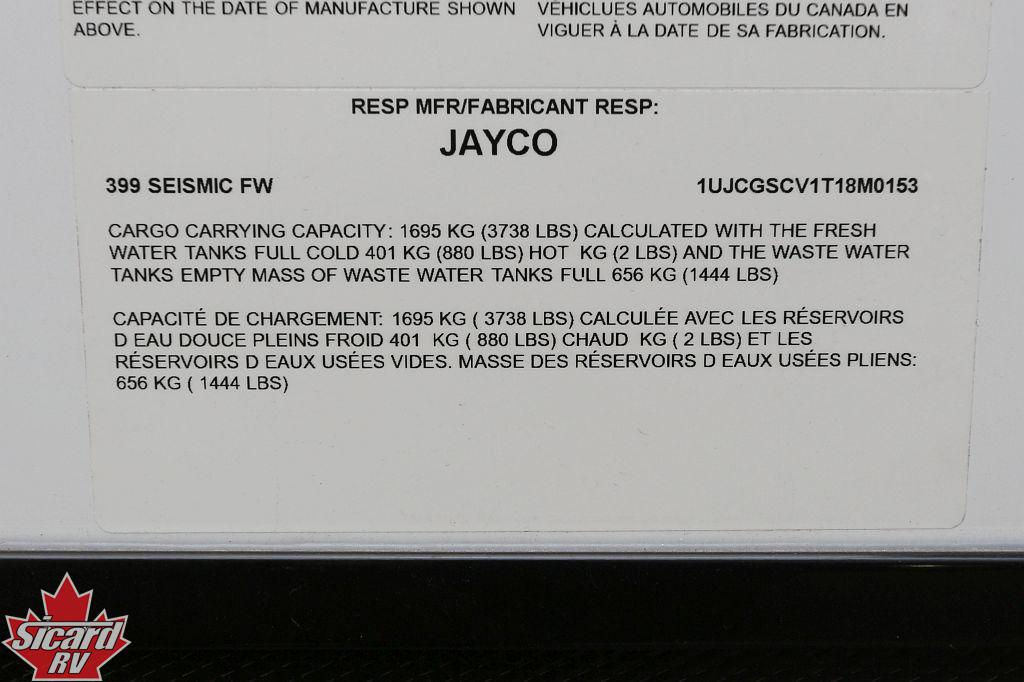 EFFECT ON THE DATE OF MANUFACTURE SHOWN
ABOVE.
VÉHICLUES AUTOMOBILES DU CANADA EN
VIGUER À LA DATE DE SA FABRICATION.
RESP MFR/FABRICANT RESP:
JAYCO
399 SEISMIC FW
1UJCGSCV1T18M0153
CARGO CARRYING CAPACITY: 1695 KG (3738 LBS) CALCULATED WITH THE FRESH
WATER TANKS FULL COLD 401 KG (880 LBS) HOT  KG (2 LBS) AND THE WASTE WATER
TANKS EMPTY MASS OF WASTE WATER TANKS FULL 656 KG (1444 LBS)
CAPACITÉ DE CHARGEMENT: 1695 KG ( 3738 LBS) CALCULÉE AVEC LES RÉSERVOIRS
D EAU DOUCE PLEINS FROID 401  KG ( 880 LBS) CHAUD  KG ( 2 LBS) ET LES
RÉSERVOIRS D EAUX USÉES VIDES. MASSE DES RÉSERVOIRS D EAUX USÉES PLIENS:
656 KG ( 1444 LBS)
Sicard
RV